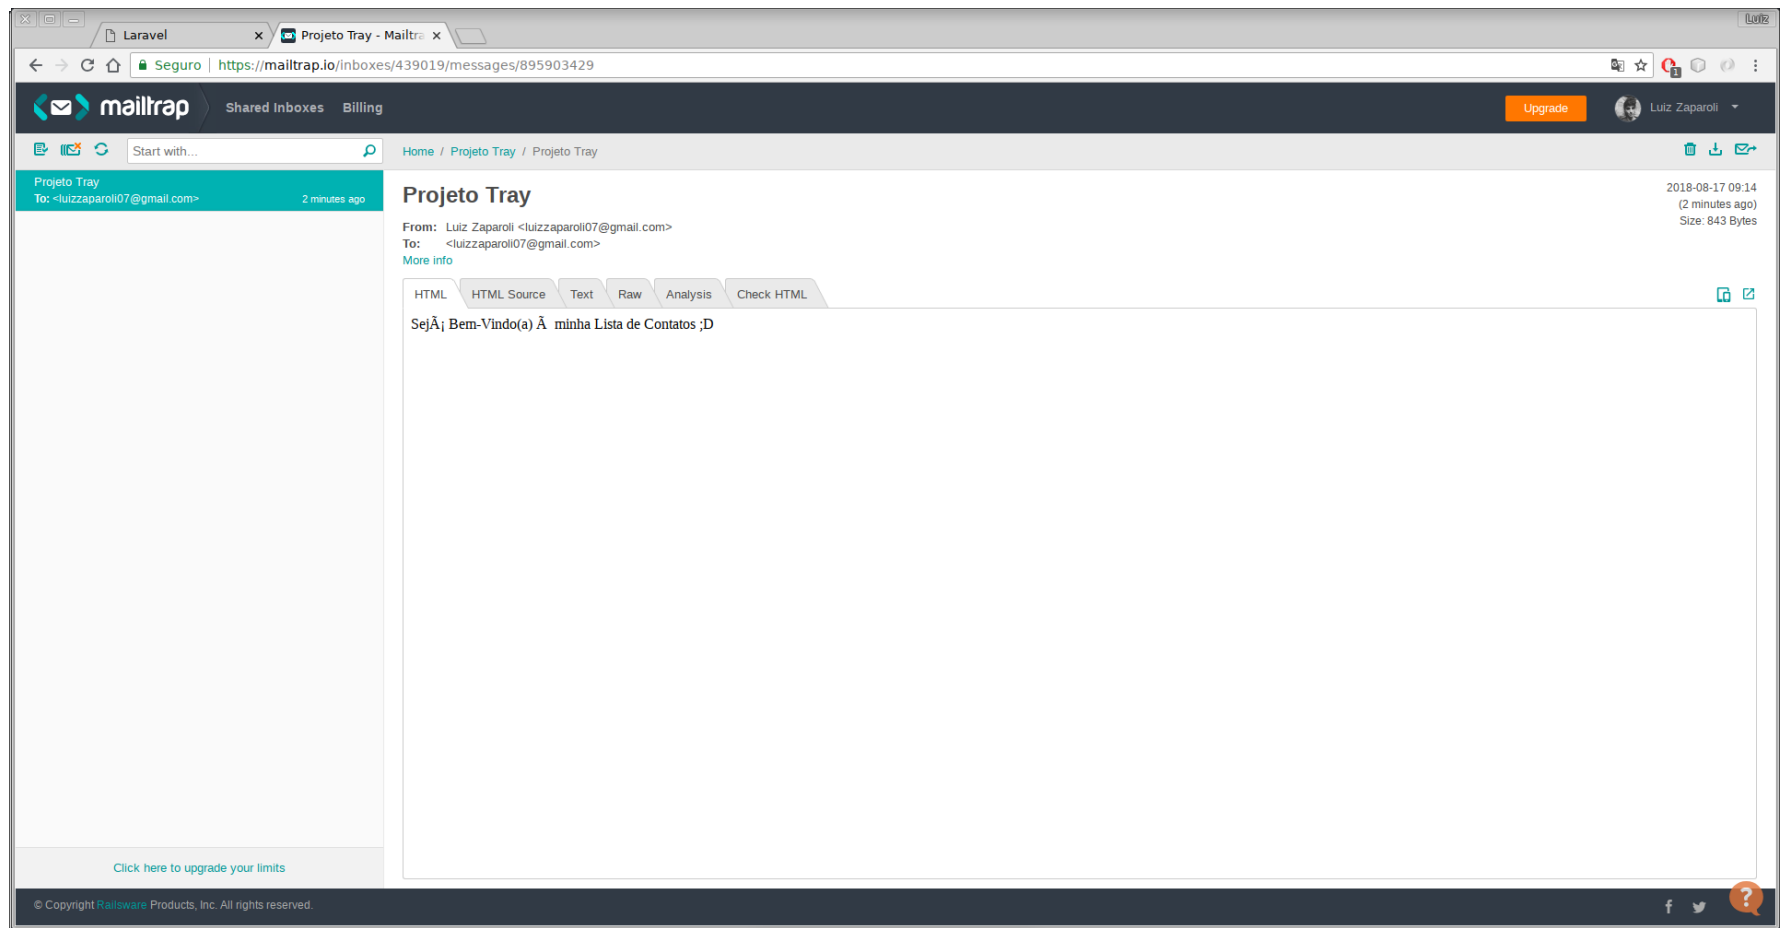 Luiz
Laravel
Projeto Tray - Mailtra
Seguro | https://mailtrap.io/inboxes/439019/messages/895903429
1
mailtrap
Shared Inboxes Billing
Upgrade
Luiz Zaparoli
Start with...
Home / Projeto Tray / Projeto Tray
Projeto Tray
To: <luizzaparoli07@gmail.com> 2 minutes ago
Projeto Tray
2018-08-17 09:14
(2 minutes ago)
Size: 843 Bytes
From: Luiz Zaparoli <luizzaparoli07@gmail.com>
To: <luizzaparoli07@gmail.com>
More info
HTML HTML Source Text Raw Analysis Check HTML
SejÃ¡ Bem-Vindo(a) Ã  minha Lista de Contatos ;D
Click here to upgrade your limits
© Copyright Railsware Products, Inc. All rights reserved.
?